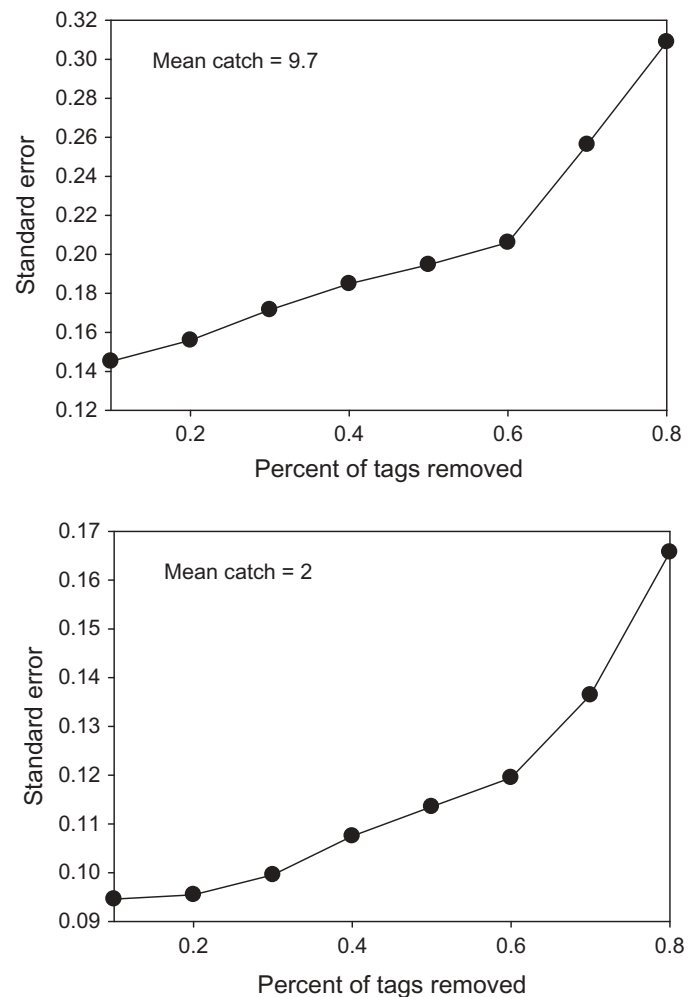 0.32
0.30
0.28
0.26
0.24
0.22
0.20
0.18
0.16
0.14
0.12
Standard error
Mean catch = 9.7
0.2 0.4 0.6 0.8
Percent of tags removed
0.17
0.16
0.15
0.14
0.13
0.12
0.11
0.10
0.09
Standard error
Mean catch = 2
0.2 0.4 0.6 0.8
Percent of tags removed